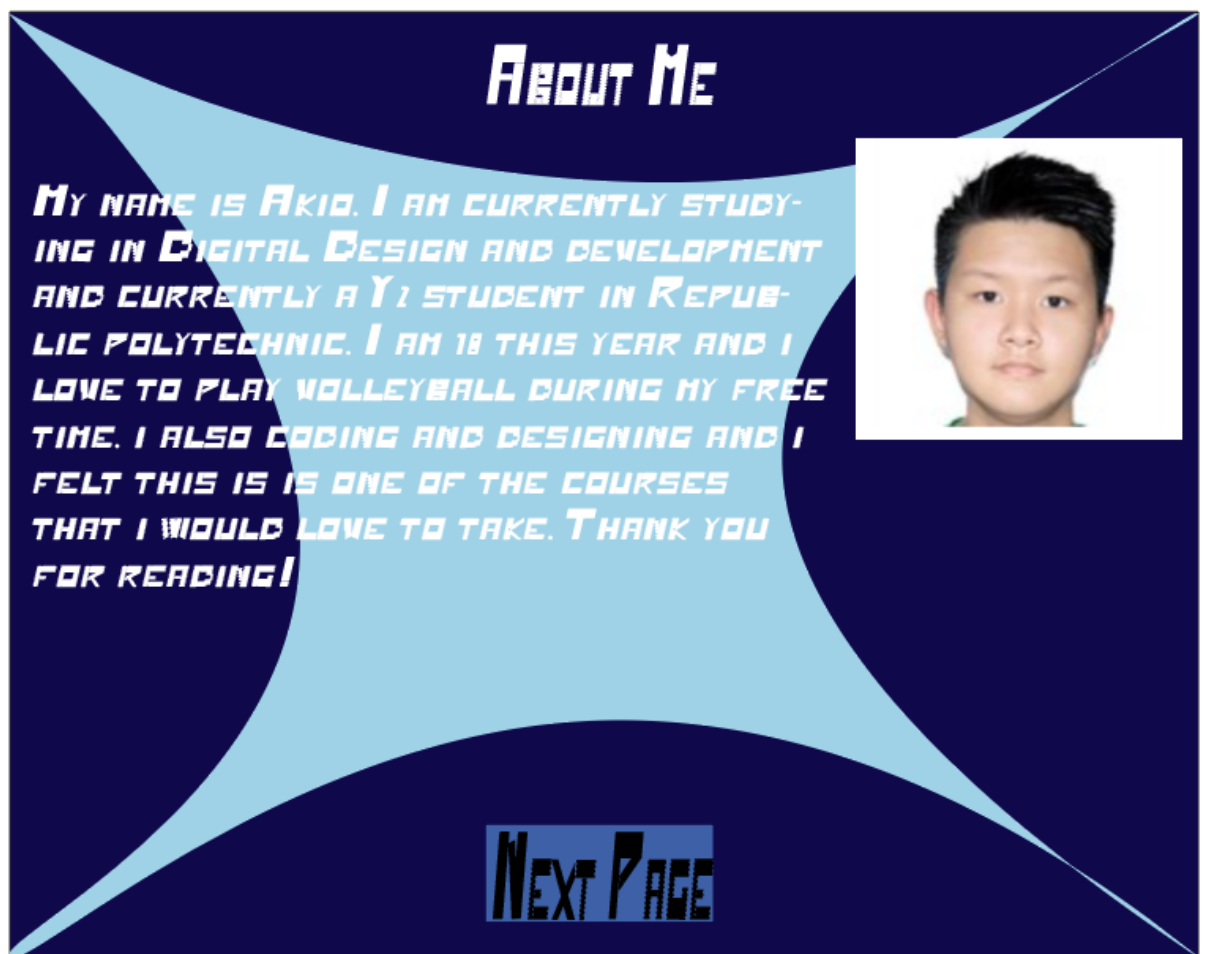 About Me
My name is Akio. I am currently study-
ing in Digital Design and development
and currently a Y2 student in Repub-
lic polytechnic. I am 18 this year and i
love to play volleyball during my free
time. i also coding and designing and i
felt this is is one of the courses
that i would love to take. Thank you
for reading!
Next Page